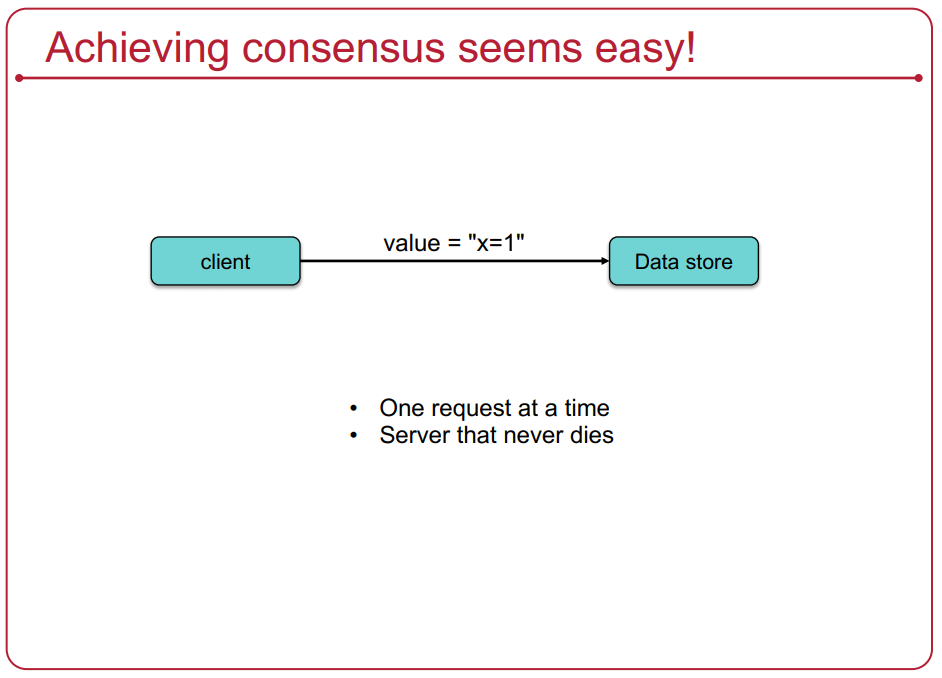 Achieving consensus seems easy!
value = "x=1"
client
Data store
• One request at a time
• Server that never dies